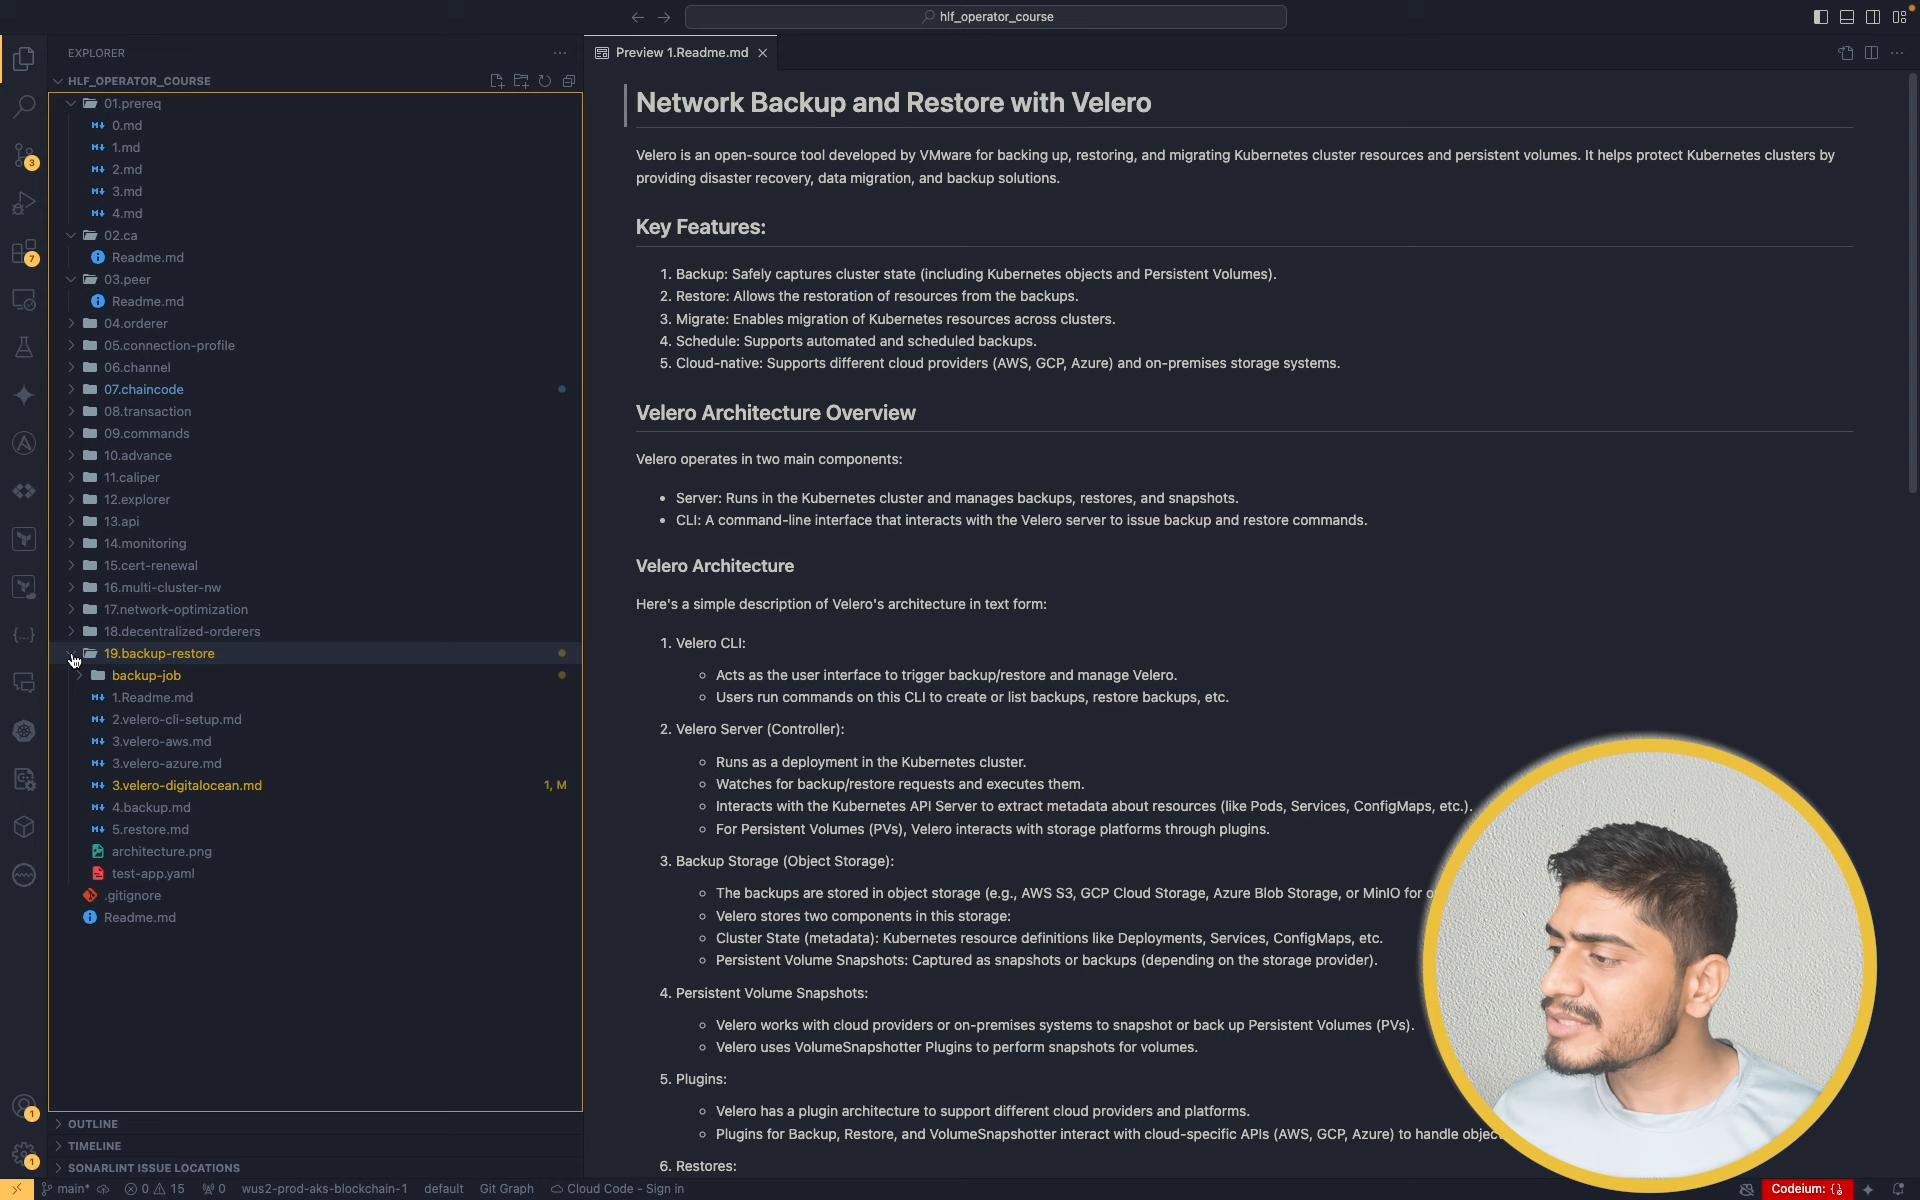 hlf_operator_course
EXPLORER
Preview 1.Readme.md
HLF_OPERATOR_COURSE
01.prereq
0.md
1.md
2.md
3.md
4.md
02.ca
Readme.md
03.peer
Readme.md
04.orderer
05.connection-profile
06.channel
07.chaincode
08.transaction
09.commands
10.advance
11.caliper
12.explorer
13.api
14.monitoring
15.cert-renewal
16.multi-cluster-nw
17.network-optimization
18.decentralized-orderers
19.backup-restore
backup-job
1.Readme.md
2.velero-cli-setup.md
3.velero-aws.md
3.velero-azure.md
3.velero-digitalocean.md 1, M
4.backup.md
5.restore.md
architecture.png
test-app.yaml
.gitignore
Readme.md
OUTLINE
TIMELINE
SONARLINT ISSUE LOCATIONS
3
7
1
1
Network Backup and Restore with Velero
Velero is an open-source tool developed by VMware for backing up, restoring, and migrating Kubernetes cluster resources and persistent volumes. It helps protect Kubernetes clusters by
providing disaster recovery, data migration, and backup solutions.
Key Features:
1. Backup: Safely captures cluster state (including Kubernetes objects and Persistent Volumes).
2. Restore: Allows the restoration of resources from the backups.
3. Migrate: Enables migration of Kubernetes resources across clusters.
4. Schedule: Supports automated and scheduled backups.
5. Cloud-native: Supports different cloud providers (AWS, GCP, Azure) and on-premises storage systems.
Velero Architecture Overview
Velero operates in two main components:
• Server: Runs in the Kubernetes cluster and manages backups, restores, and snapshots.
• CLI: A command-line interface that interacts with the Velero server to issue backup and restore commands.
Velero Architecture
Here's a simple description of Velero's architecture in text form:
1. Velero CLI:
○ Acts as the user interface to trigger backup/restore and manage Velero.
○ Users run commands on this CLI to create or list backups, restore backups, etc.
2. Velero Server (Controller):
○ Runs as a deployment in the Kubernetes cluster.
○ Watches for backup/restore requests and executes them.
○ Interacts with the Kubernetes API Server to extract metadata about resources (like Pods, Services, ConfigMaps, etc.).
○ For Persistent Volumes (PVs), Velero interacts with storage platforms through plugins.
3. Backup Storage (Object Storage):
○ The backups are stored in object storage (e.g., AWS S3, GCP Cloud Storage, Azure Blob Storage, or MinIO for
○ Velero stores two components in this storage:
○ Cluster State (metadata): Kubernetes resource definitions like Deployments, Services, ConfigMaps, etc.
○ Persistent Volume Snapshots: Captured as snapshots or backups (depending on the storage provider).
4. Persistent Volume Snapshots:
○ Velero works with cloud providers or on-premises systems to snapshot or back up Persistent Volumes (PVs).
○ Velero uses VolumeSnapshotter Plugins to perform snapshots for volumes.
5. Plugins:
○ Velero has a plugin architecture to support different cloud providers and platforms.
○ Plugins for Backup, Restore, and VolumeSnapshotter interact with cloud-specific APIs (AWS, GCP, Azure) to handle
6. Restores:
main* 0 15 0 wus2-prod-aks-blockchain-1 default Git Graph Cloud Code - Sign in Codeium: {}